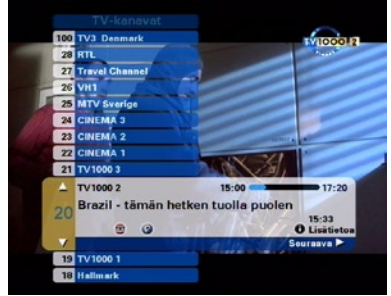 TV-kanavat
100 TV3 Denmark
TV1000 2
28 RTL
27 Travel Channel
26 VH1
25 MTV Sverige
24 CINEMA 3
23 CINEMA 2
22 CINEMA 1
21 TV1000 3
TV1000 2 15:00 17:20
20 Brazil - tämän hetken tuolla puolen
15:33
Lisätietoa
Seuraava
19 TV1000 1
18 Hallmark